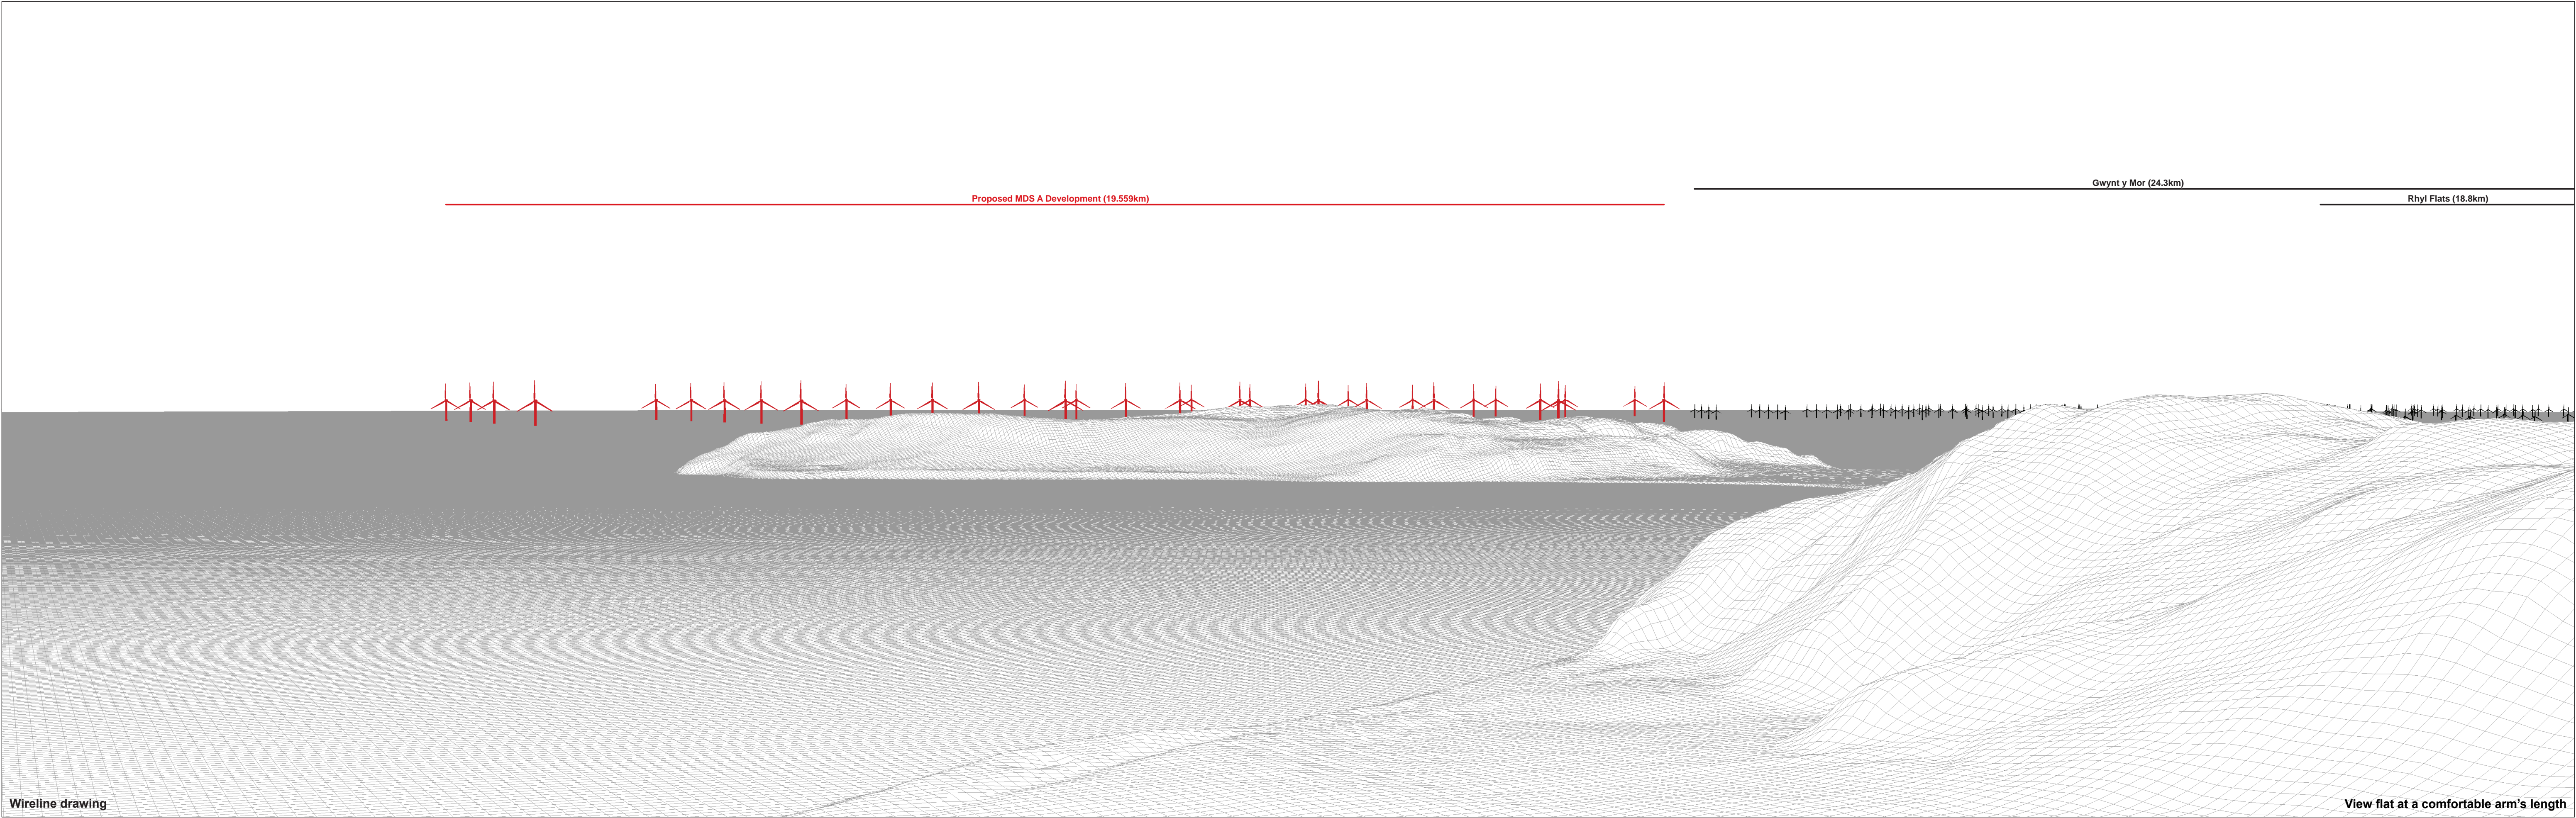 Gwynt y Mor (24.3km)
Proposed MDS A Development (19.559km)
Rhyl Flats (18.8km)
Wireline drawing
View flat at a comfortable arm’s length